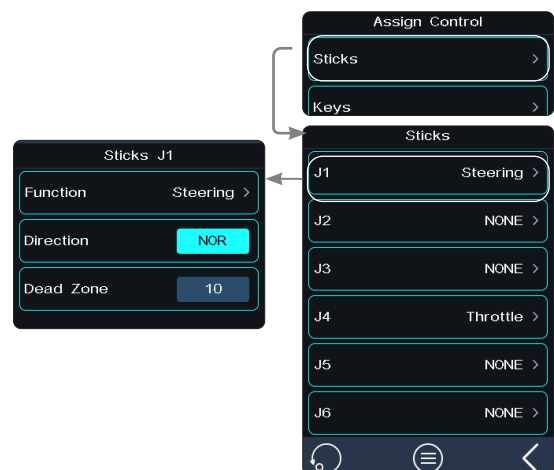 Assign Control
Sticks >
Keys >
Sticks
J1 Steering >
J2 NONE >
J3 NONE >
J4 Throttle >
J5 NONE >
J6 NONE >
Sticks J1
Function Steering >
Direction NOR
Dead Zone 10